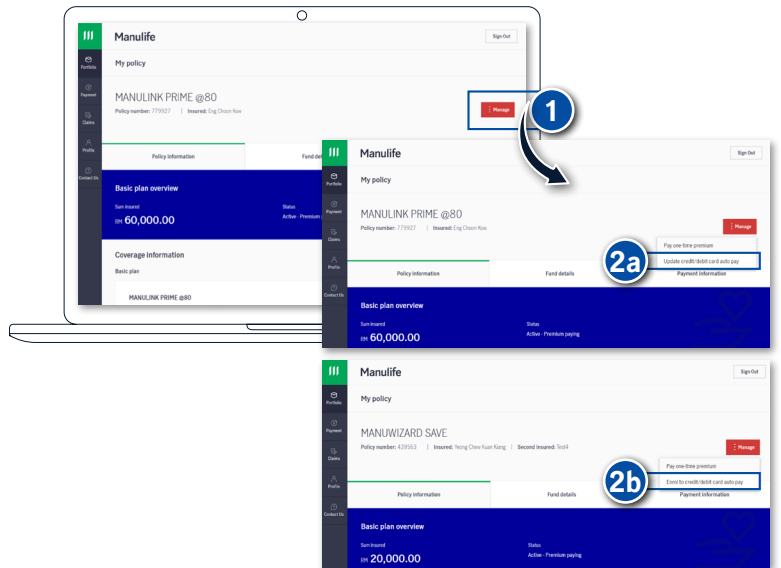 Manulife
Sign Out
Portfolio
My policy
Payment
MANULINK PRIME @80
Policy number: 779927 | Insured: Eng Choon Kee
Manage
1
Claims
Profile
Policy information
Fund det
Contact Us
Basic plan overview
Sum insured
Status
RM 60,000.00
Active - Premium p
Coverage information
Basic plan
MANULINK PRIME @80
Manulife
Sign Out
Portfolio
My policy
Payment
MANULINK PRIME @80
Policy number: 779927 | Insured: Eng Choon Kee
Manage
Claims
Pay one-time premium
2a
Update credit/debit card auto pay
Profile
Policy information
Fund details
Payment information
Contact Us
Basic plan overview
Sum insured
Status
RM 60,000.00
Active - Premium paying
Manulife
Sign Out
Portfolio
My policy
Payment
MANUWIZARD SAVE
Policy number: 439563 | Insured: Yeong Chew Kuan Kiang | Second insured: Test4
Manage
Claims
Pay one-time premium
2b
Enrol to credit/debit card auto pay
Profile
Policy information
Fund details
Payment information
Contact Us
Basic plan overview
Sum insured
Status
RM 20,000.00
Active - Premium paying